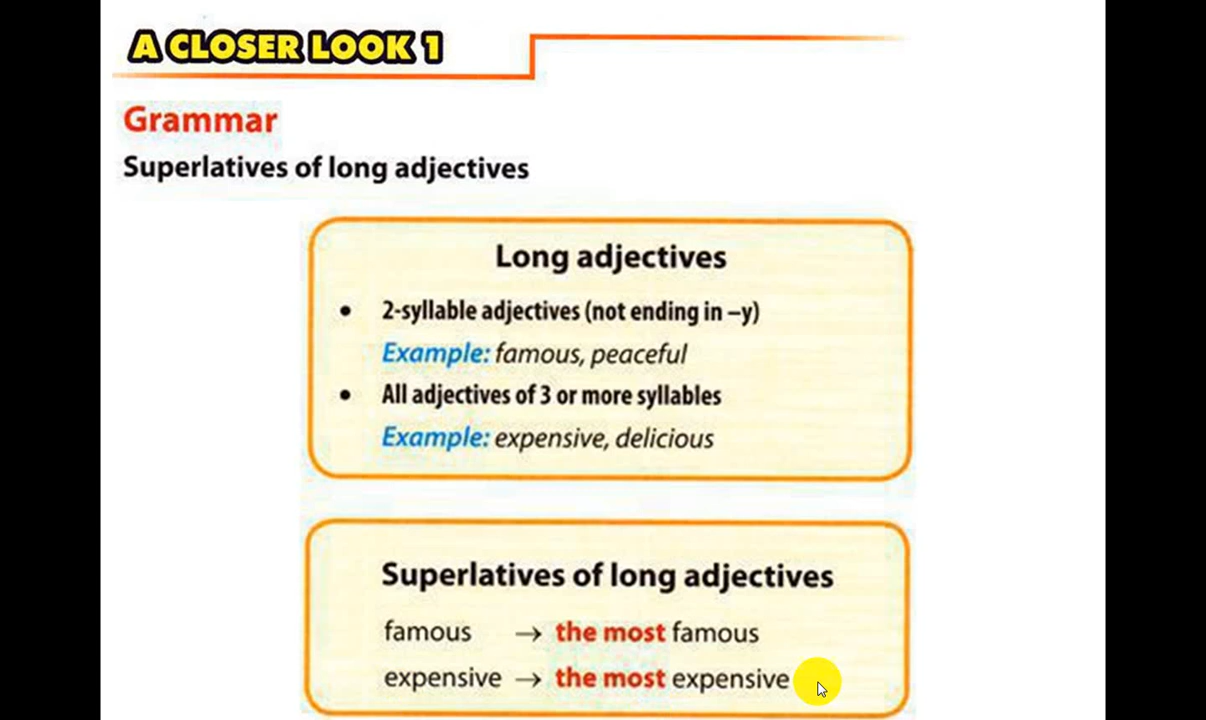 A CLOSER LOOK 1
Grammar
Superlatives of long adjectives
Long adjectives
• 2-syllable adjectives (not ending in –y)
Example: famous, peaceful
• All adjectives of 3 or more syllables
Example: expensive, delicious
Superlatives of long adjectives
famous → the most famous
expensive → the most expensive